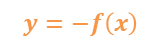 y = −f(x)